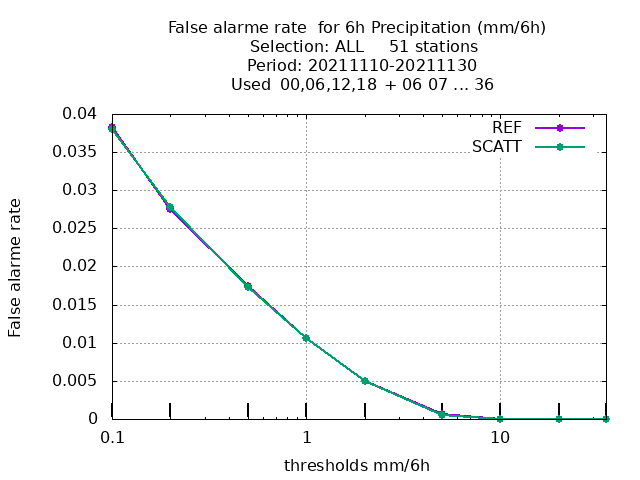 False alarme rate  for 6h Precipitation (mm/6h)
Selection: ALL     51 stations
Period: 20211110-20211130
Used  00,06,12,18  + 06 07 ... 36
0.04
REF
SCATT
0.035
0.03
0.025
0.02
0.015
0.01
0.005
0
False alarme rate
0.1
1
10
thresholds mm/6h